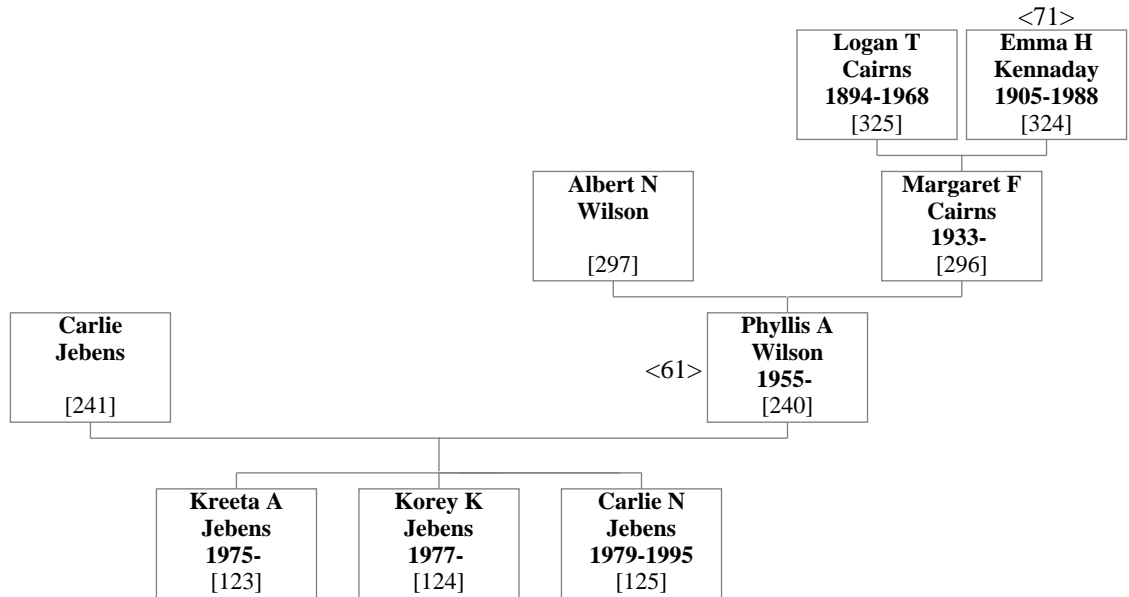 <71>
Logan T
Cairns
1894-1968
[325]
Emma H
Kennaday
1905-1988
[324]
Albert N
Wilson
[297]
Margaret F
Cairns
1933-
[296]
Carlie
Jebens
[241]
<61>
Phyllis A
Wilson
1955-
[240]
Kreeta A
Jebens
1975-
[123]
Korey K
Jebens
1977-
[124]
Carlie N
Jebens
1979-1995
[125]